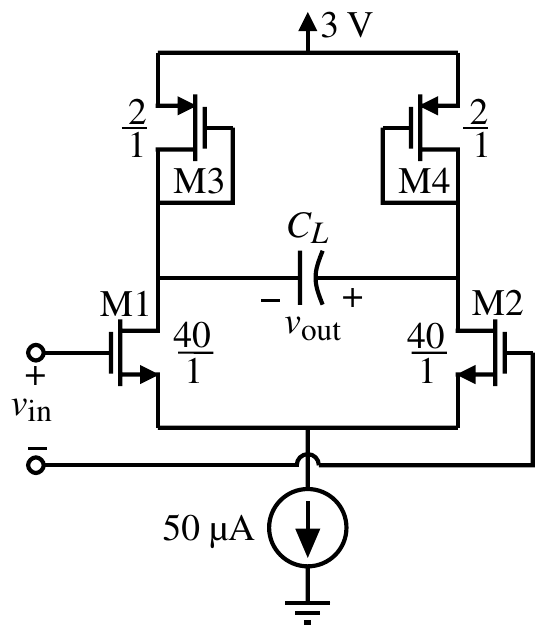 3 V
2/1
2/1
M3
M4
C_L
− +
v_out
M1
M2
40/1
40/1
+
v_in
−
50 µA